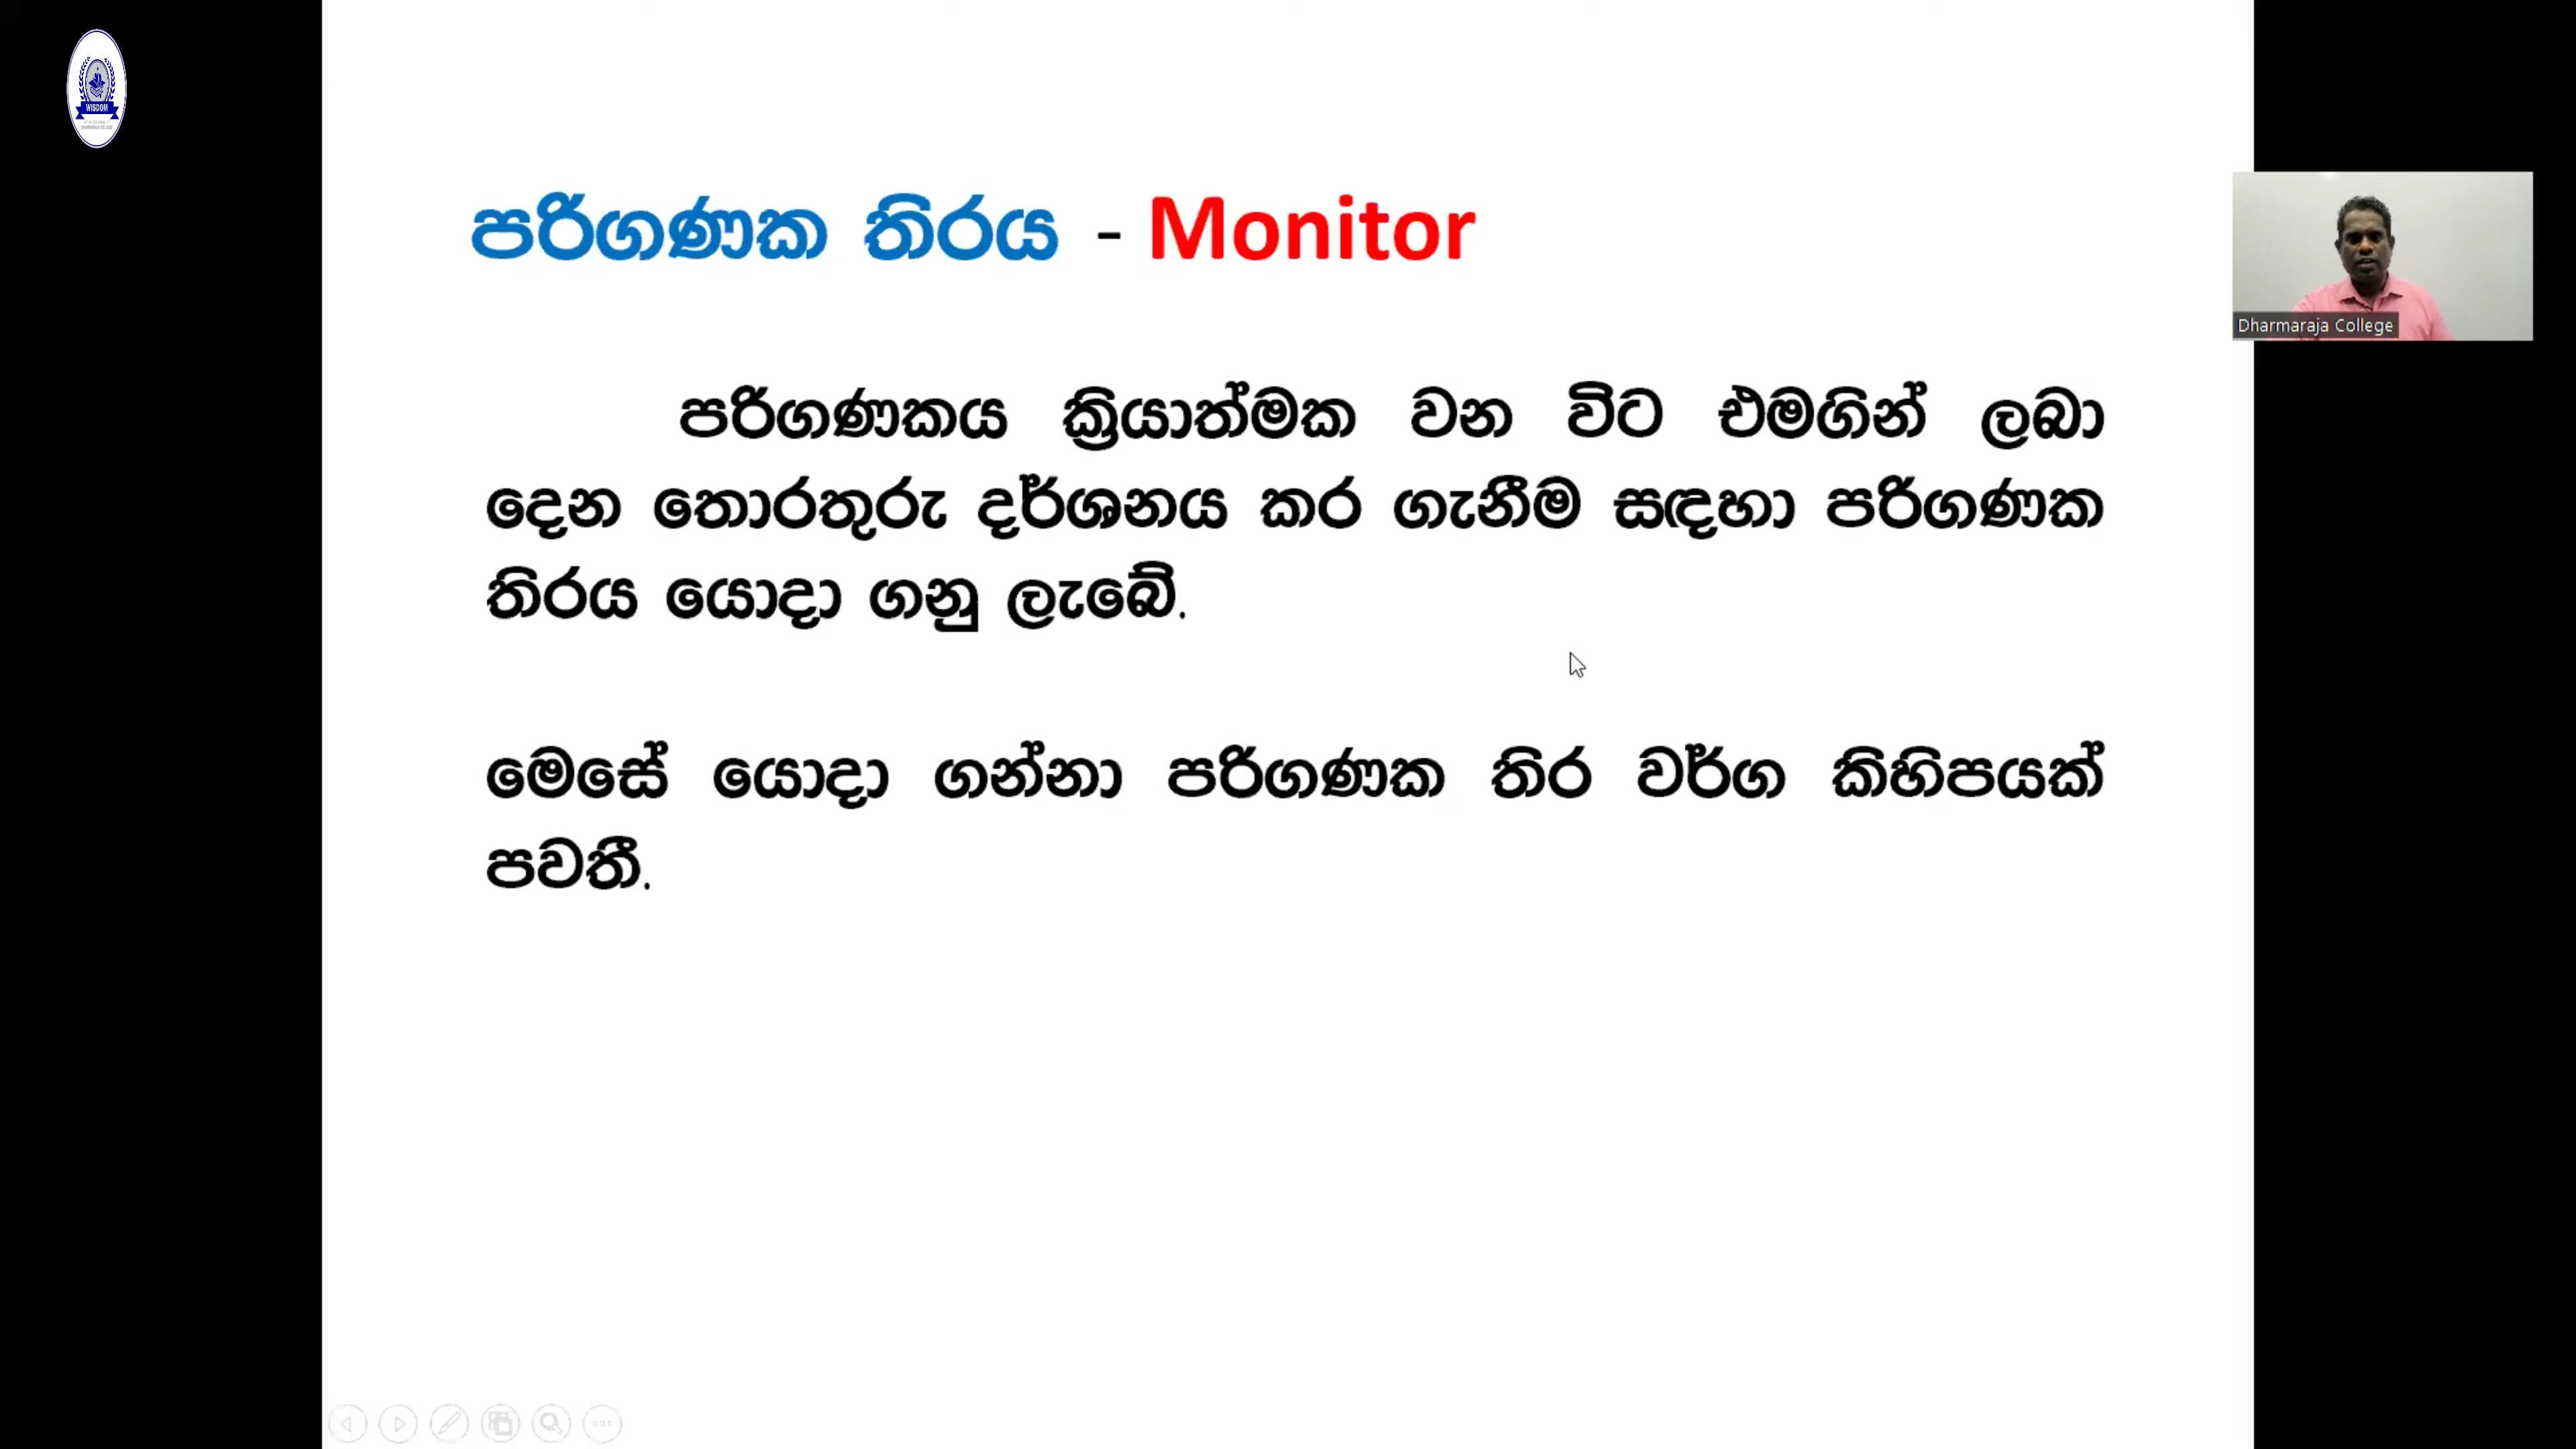 WISDOM
පරිගණක තිරය - Monitor
Dharmaraja College
පරිගණකය ක්‍රියාත්මක වන විට එමගින් ලබා
දෙන තොරතුරු දර්ශනය කර ගැනීම සඳහා පරිගණක
තිරය යොදා ගනු ලැබේ.
මෙසේ යොදා ගන්නා පරිගණක තිර වර්ග කිහිපයක්
පවතී.